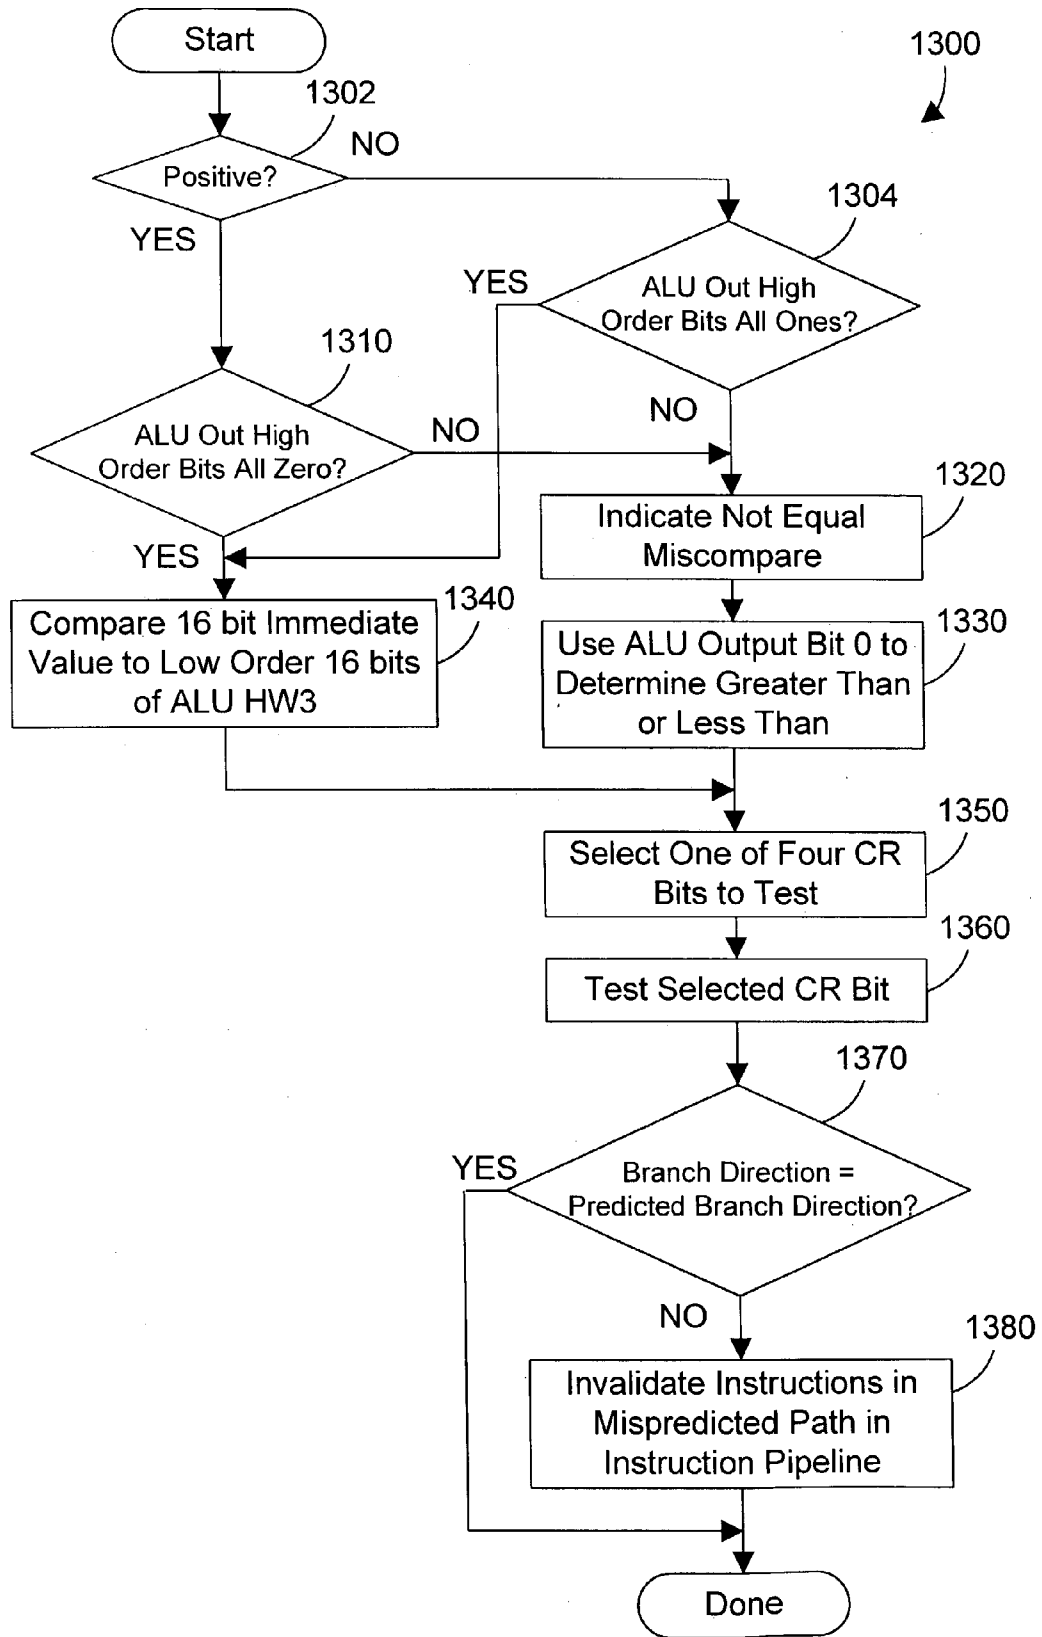 Start
1300
1302
NO
Positive?
1304
YES
YES
ALU Out High
Order Bits All Ones?
1310
NO
ALU Out High
Order Bits All Zero?
NO
1320
Indicate Not Equal
Miscompare
YES
1340
Compare 16 bit Immediate
Value to Low Order 16 bits
of ALU HW3
1330
Use ALU Output Bit 0 to
Determine Greater Than
or Less Than
1350
Select One of Four CR
Bits to Test
1360
Test Selected CR Bit
1370
YES
Branch Direction =
Predicted Branch Direction?
NO
1380
Invalidate Instructions in
Mispredicted Path in
Instruction Pipeline
Done